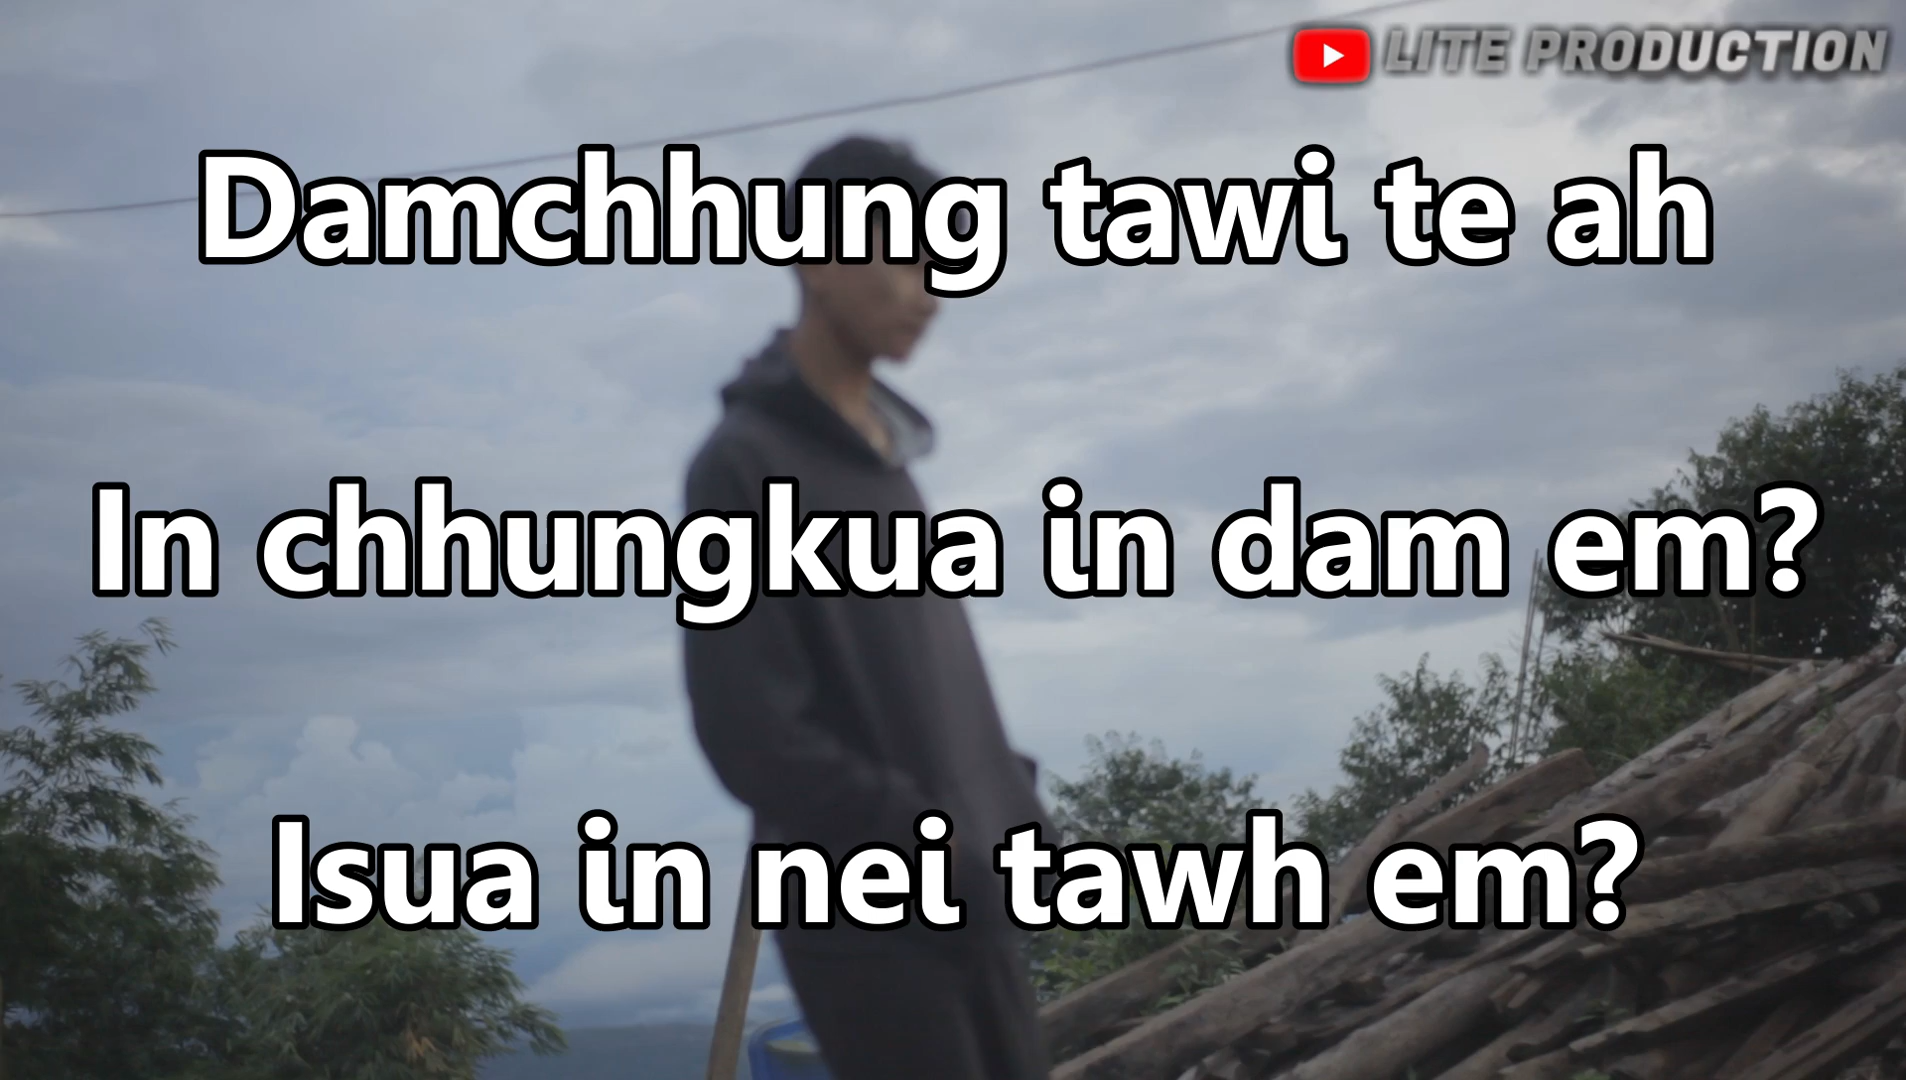 LITE PRODUCTION
Damchhung tawi te ah
In chhungkua in dam em?
Isua in nei tawh em?